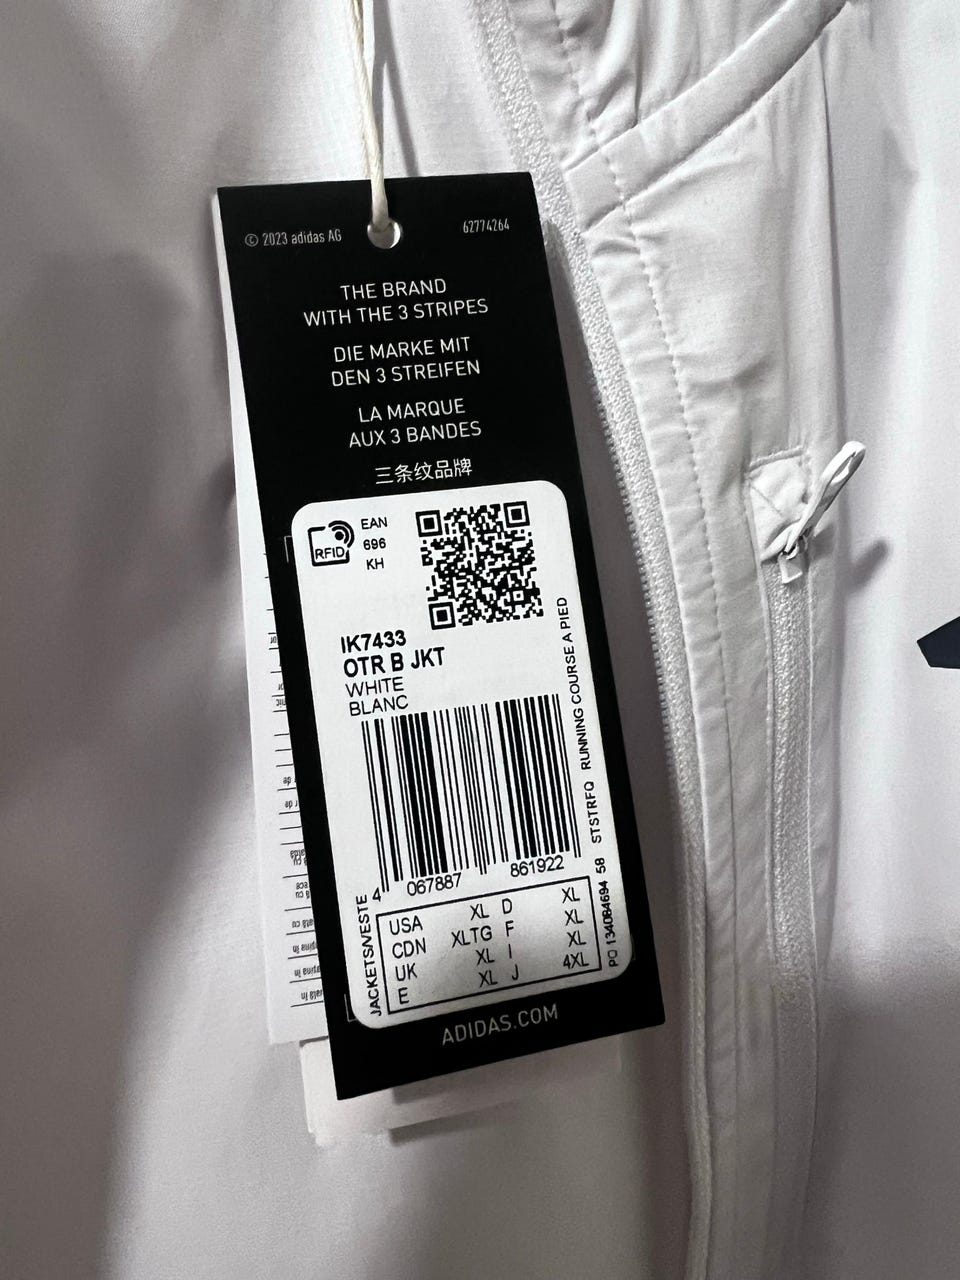 © 2023 adidas AG
62774264
THE BRAND
WITH THE 3 STRIPES
DIE MARKE MIT
DEN 3 STREIFEN
LA MARQUE
AUX 3 BANDES
三条纹品牌
RFID
EAN
696
KH
IK7433
OTR B JKT
WHITE
BLANC
4 067887 861922
JACKETS/VESTE
STSTRFQ RUNNING COURSE A PIED
PO 134084694 58
USA XL D XL
CDN XLTG F XL
UK XL I XL
E XL J 4XL
ADIDAS.COM